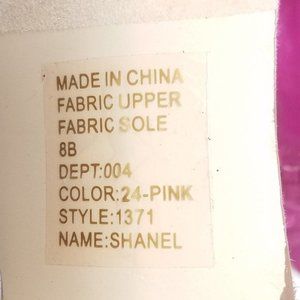 MADE IN CHINA
FABRIC UPPER
FABRIC SOLE
8B
DEPT:004
COLOR:24-PINK
STYLE:1371
NAME:SHANEL